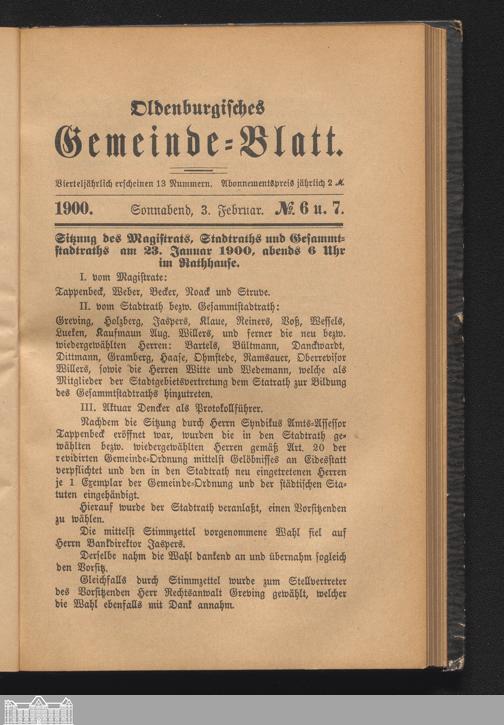 Oldenburgisches
Gemeinde-Blatt.
Vierteljährlich erscheinen 13 Nummern. Abonnementspreis jährlich 2 ℳ.
1900. Sonnabend, 3. Februar. № 6 u. 7.
Sitzung des Magistrats, Stadtraths und Gesammt-
stadtraths am 23. Januar 1900, abends 6 Uhr
im Rathhause.
I. vom Magistrate:
Tappenbeck, Weber, Becker, Noack und Struve.
II. vom Stadtrath bezw. Gesammtstadtrath:
Greving, Holzberg, Jaspers, Klaue, Reiners, Voß, Wessels,
Lueken, Kaufmann Aug. Willers, und ferner die neu bezw.
wiedergewählten Herren: Bartels, Bültmann, Danckwardt,
Dittmann, Gramberg, Haase, Ohmstede, Ramsauer, Oberrevisor
Willers, sowie die Herren Witte und Wedemann, welche als
Mitglieder der Stadtgebietsvertretung dem Statrath zur Bildung
des Gesammtstadtraths hinzutreten.
III. Aktuar Dencker als Protokollführer.
Nachdem die Sitzung durch Herrn Syndikus Amts-Assessor
Tappenbeck eröffnet war, wurden die in den Stadtrath ge-
wählten bezw. wiedergewählten Herren gemäß Art. 20 der
revidirten Gemeinde-Ordnung mittelst Gelöbnisses an Eidesstatt
verpflichtet und den in den Stadtrath neu eingetretenen Herren
je 1 Exemplar der Gemeinde-Ordnung und der städtischen Sta-
tuten eingehändigt.
Hierauf wurde der Stadtrath veranlaßt, einen Vorsitzenden
zu wählen.
Die mittelst Stimmzettel vorgenommene Wahl fiel auf
Herrn Bankdirektor Jaspers.
Derselbe nahm die Wahl dankend an und übernahm sogleich
den Vorsitz.
Gleichfalls durch Stimmzettel wurde zum Stellvertreter
des Vorsitzenden Herr Rechtsanwalt Greving gewählt, welcher
die Wahl ebenfalls mit Dank annahm.